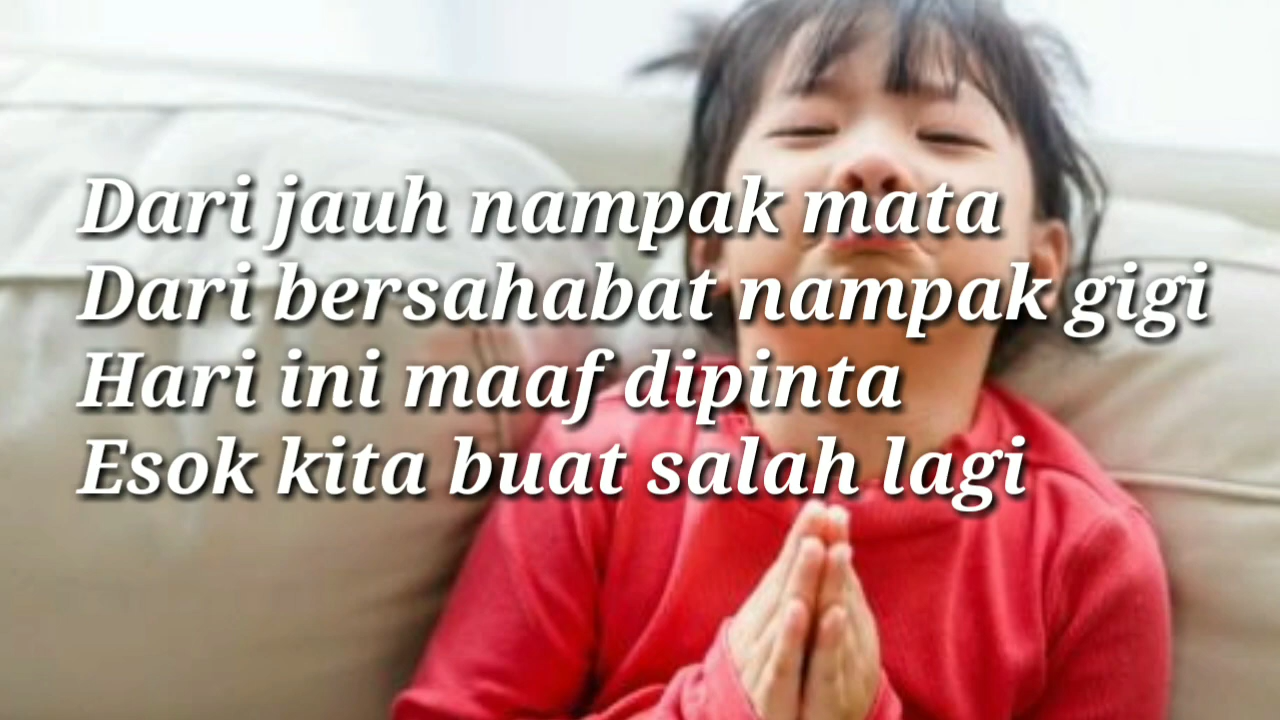 Dari jauh nampak mata
Dari bersahabat nampak gigi
Hari ini maaf dipinta
Esok kita buat salah lagi